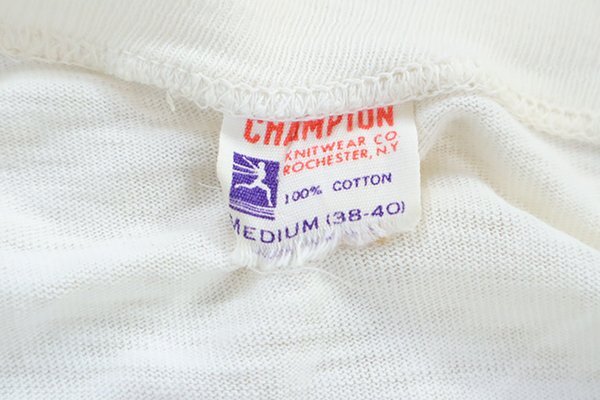 CHAMPION
KNITWEAR CO
ROCHESTER, N.Y
100% COTTON
MEDIUM (38-40)